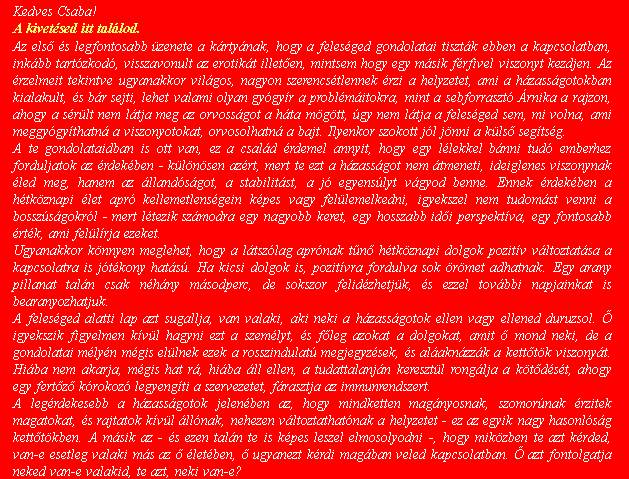 Kedves Csaba!
A kivetésed itt találod.
Az első és legfontosabb üzenete a kártyának, hogy a feleséged gondolatai tiszták ebben a kapcsolatban,
inkább tartózkodó, visszavonult az erotikát illetően, mintsem hogy egy másik férfivel viszonyt kezdjen. Az
érzelmeit tekintve ugyanakkor világos, nagyon szerencsétlennek érzi a helyzetet, ami a házasságotokban
kialakult, és bár sejti, lehet valami olyan gyógyír a problémáitokra, mint a sebforrasztó Árnika a rajzon,
ahogy a sérült nem látja meg az orvosságot a háta mögött, úgy nem látja a feleséged sem, mi volna, ami
meggyógyíthatná a viszonyotokat, orvosolhatná a bajt. Ilyenkor szokott jól jönni a külső segítség.
A te gondolataidban is ott van, ez a család érdemel annyit, hogy egy lélekkel bánni tudó emberhez
forduljatok az érdekében - különösen azért, mert te ezt a házasságot nem átmeneti, ideiglenes viszonynak
éled meg, hanem az állandóságot, a stabilitást, a jó egyensúlyt vágyod benne. Ennek érdekében a
hétköznapi élet apró kellemetlenségein képes vagy felülemelkedni, igyekszel nem tudomást venni a
bosszúságokról - mert létezik számodra egy nagyobb keret, egy hosszabb idői perspektíva, egy fontosabb
érték, ami felülírja ezeket.
Ugyanakkor könnyen meglehet, hogy a látszólag aprónak tűnő hétköznapi dolgok pozitív változtatása a
kapcsolatra is jótékony hatású. Ha kicsi dolgok is, pozitívra fordulva sok örömet adhatnak. Egy arany
pillanat talán csak néhány másodperc, de sokszor felidézhetjük, és ezzel további napjainkat is
bearanyozhatjuk.
A feleséged alatti lap azt sugallja, van valaki, aki neki a házasságotok ellen vagy ellened duruzsol. Ő
igyekszik figyelmen kívül hagyni ezt a személyt, és főleg azokat a dolgokat, amit ő mond neki, de a
gondolatai mélyén mégis elülnek ezek a rosszindulatú megjegyzések, és aláaknázzák a kettőtök viszonyát.
Hiába nem akarja, mégis hat rá, hiába áll ellen, a tudattalanján keresztül rongálja a kötődését, ahogy
egy fertőző kórokozó legyengíti a szervezetet, fárasztja az immunrendszert.
A legérdekesebb a házasságotok jelenében az, hogy mindketten magányosnak, szomorúnak érzitek
magatokat, és rajtatok kívül állónak, nehezen változtathatónak a helyzetet - ez az egyik nagy hasonlóság
kettőtökben. A másik az - és ezen talán te is képes leszel elmosolyodni -, hogy miközben te azt kérded,
van-e esetleg valaki más az ő életében, ő ugyanezt kérdi magában veled kapcsolatban. Ő azt fontolgatja
neked van-e valakid, te azt, neki van-e?